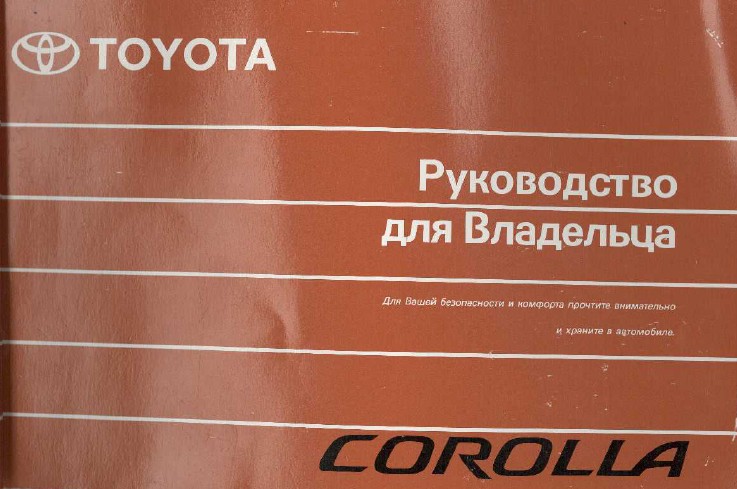 TOYOTA
Руководство
для Владельца
Для Вашей безопасности и комфорта прочтите внимательно
и храните в автомобиле.
COROLLA